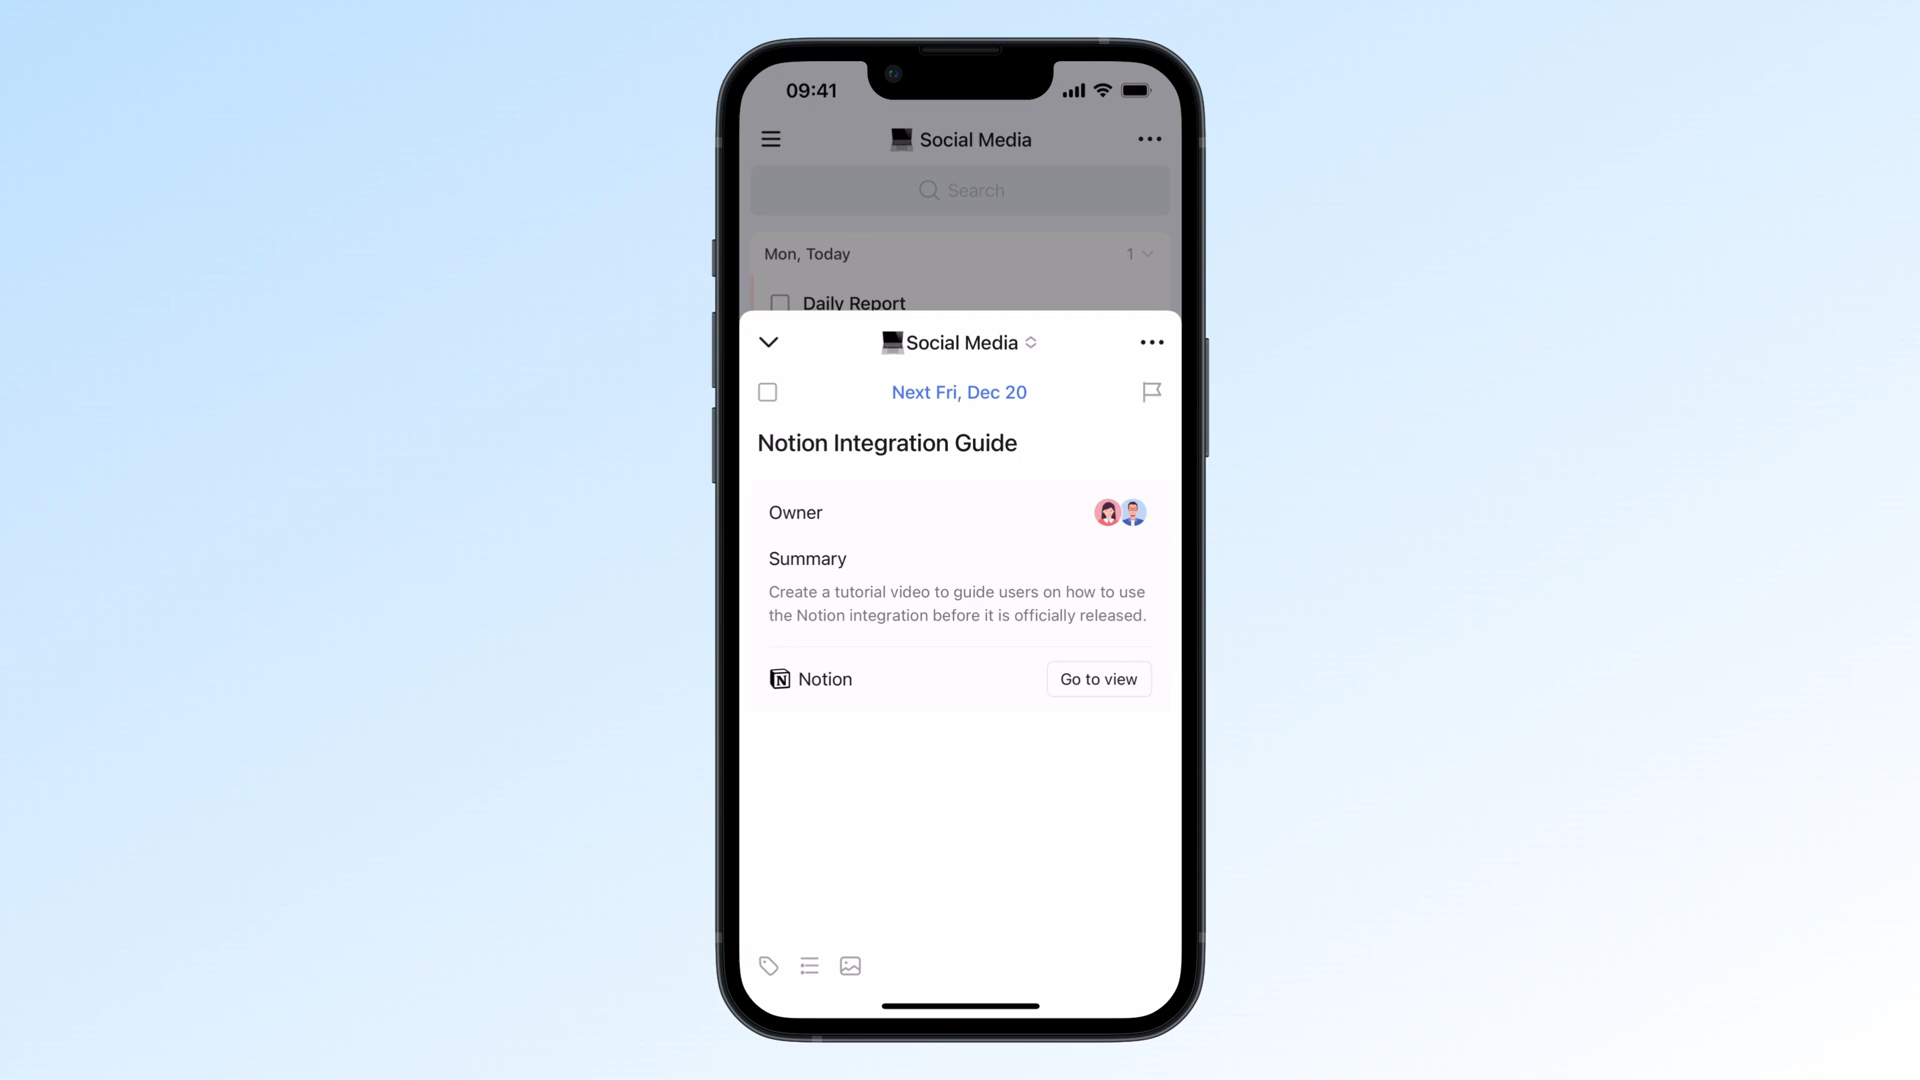 09:41
Social Media
Search
Mon, Today 1
Daily Report
Social Media
Next Fri, Dec 20
Notion Integration Guide
Owner
Summary
Create a tutorial video to guide users on how to use
the Notion integration before it is officially released.
Notion Go to view